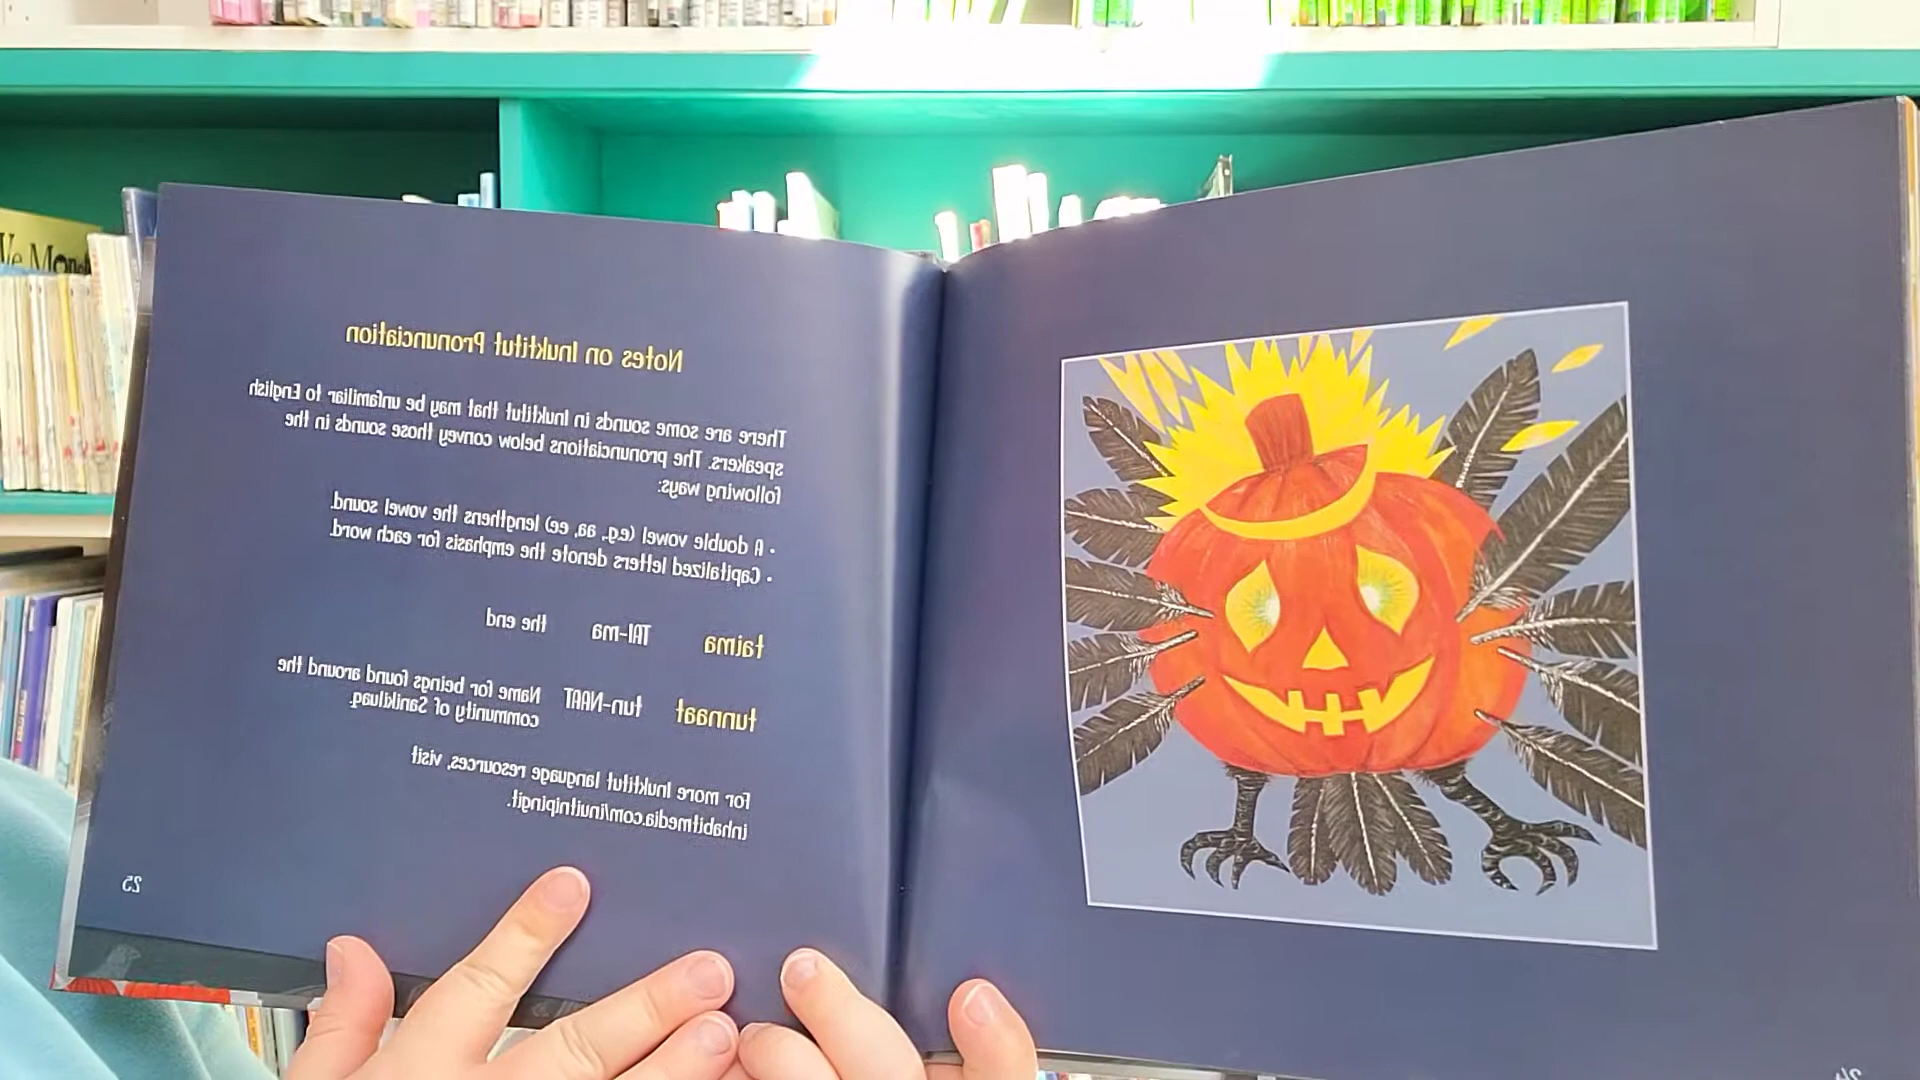 Notes on Inuktitut Pronunciation
There are some sounds in Inuktitut that may be unfamiliar to English
speakers. The pronunciations below convey those sounds in the
following ways:
• A double vowel (e.g., aa, ee) lengthens the vowel sound.
• Capitalized letters denote the emphasis for each word.
taima TAI-ma the end
tunnaat tun-NAAT Name for beings found around the
community of Sanikiluaq.
For more Inuktitut language resources, visit
inhabitmedia.com/inuitnipingit.
25
24
We